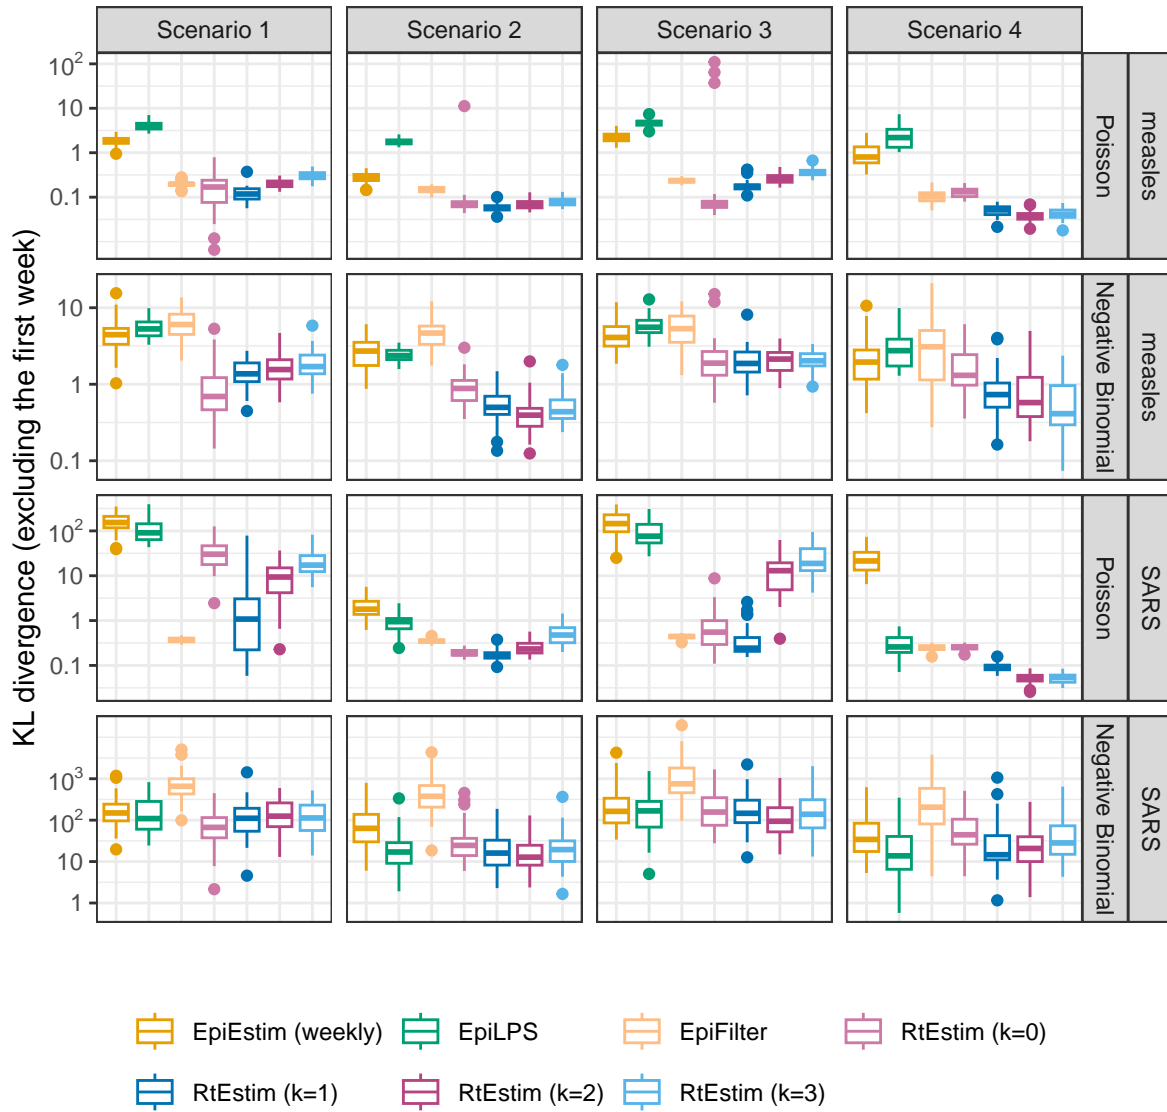 Scenario 1
Scenario 2
Scenario 3
Scenario 4
KL divergence (excluding the first week)
10²
10
1
0.1
Poisson
measles
10
1
0.1
Negative Binomial
measles
10²
10
1
0.1
Poisson
SARS
10³
10²
10
1
Negative Binomial
SARS
EpiEstim (weekly)
EpiLPS
EpiFilter
RtEstim (k=0)
RtEstim (k=1)
RtEstim (k=2)
RtEstim (k=3)